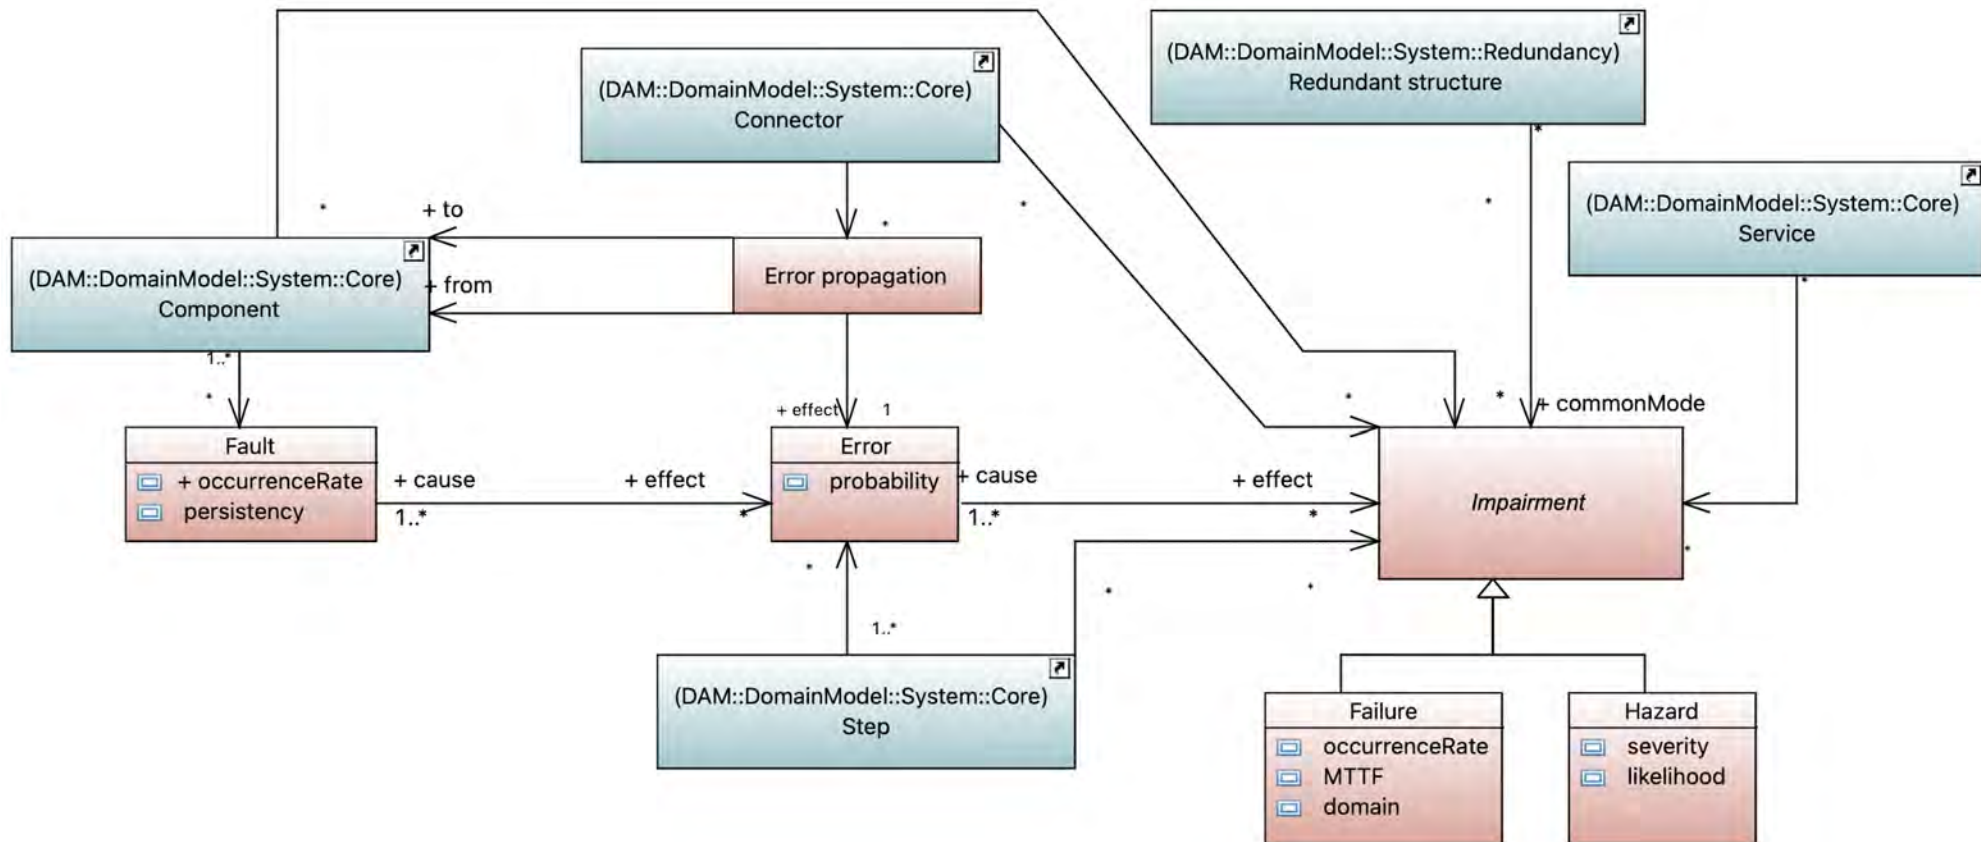 (DAM::DomainModel::System::Redundancy)
Redundant structure
*
(DAM::DomainModel::System::Core)
Connector
*
*
*
(DAM::DomainModel::System::Core)
Service
*
*
+ to
(DAM::DomainModel::System::Core)
Component
+ from
Error propagation
1..*
*
+ effect
1
*
*
+ commonMode
Fault
+ occurrenceRate
persistency
+ cause
1..*
+ effect
*
Error
probability
+ cause
1..*
+ effect
*
Impairment
*
*
1..*
*
*
(DAM::DomainModel::System::Core)
Step
Failure
occurrenceRate
MTTF
domain
Hazard
severity
likelihood